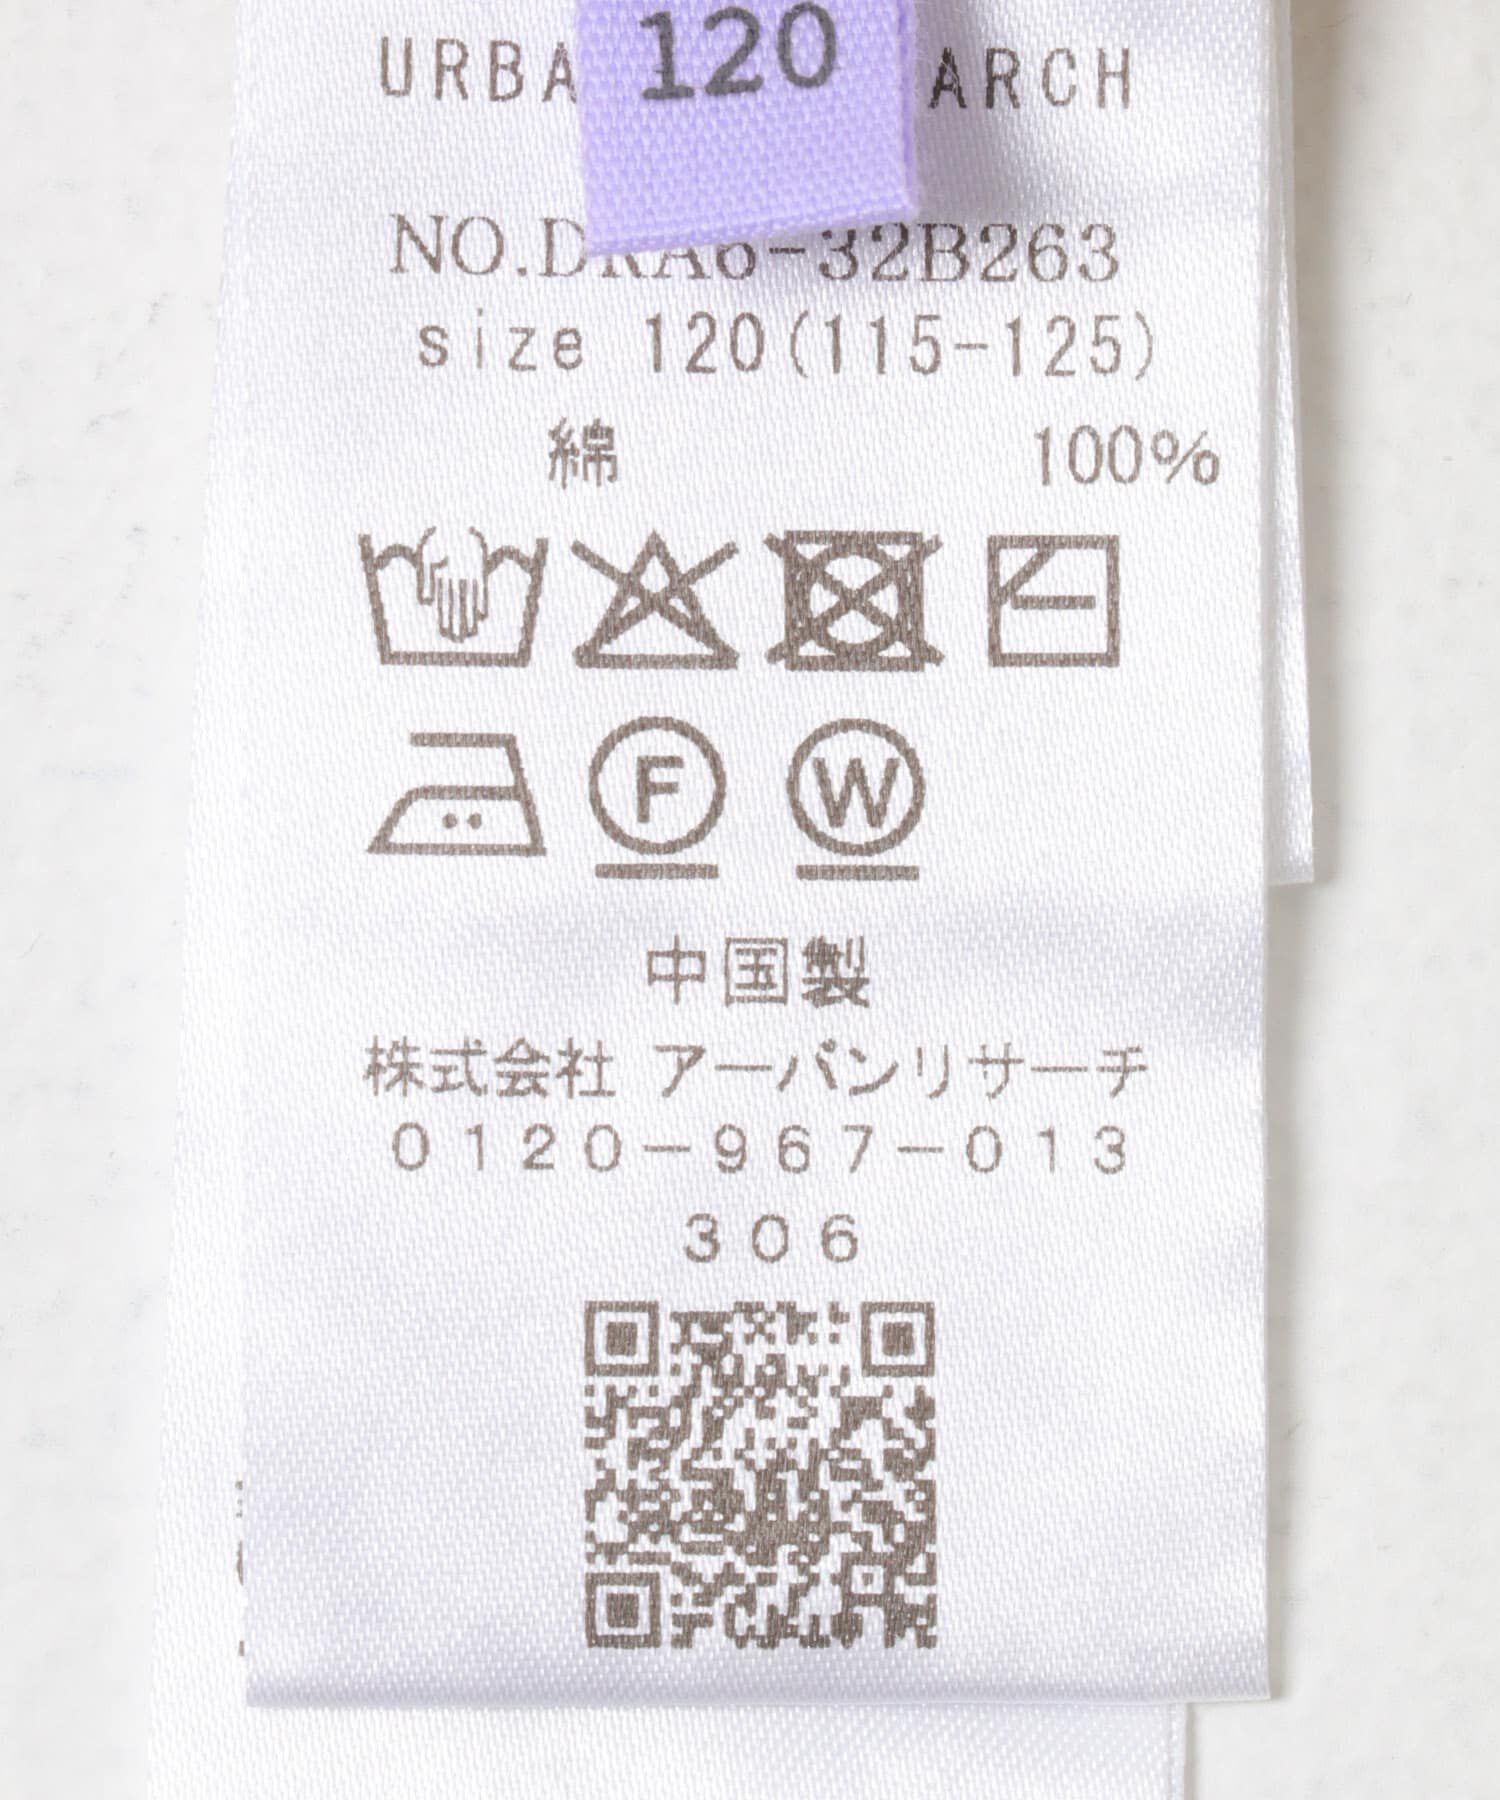 120
URBA ARCH
NO.DRA6-32B263
size 120(115-125)
綿 100%
F W
中国製
株式会社 アーバンリサーチ
0120-967-013
306